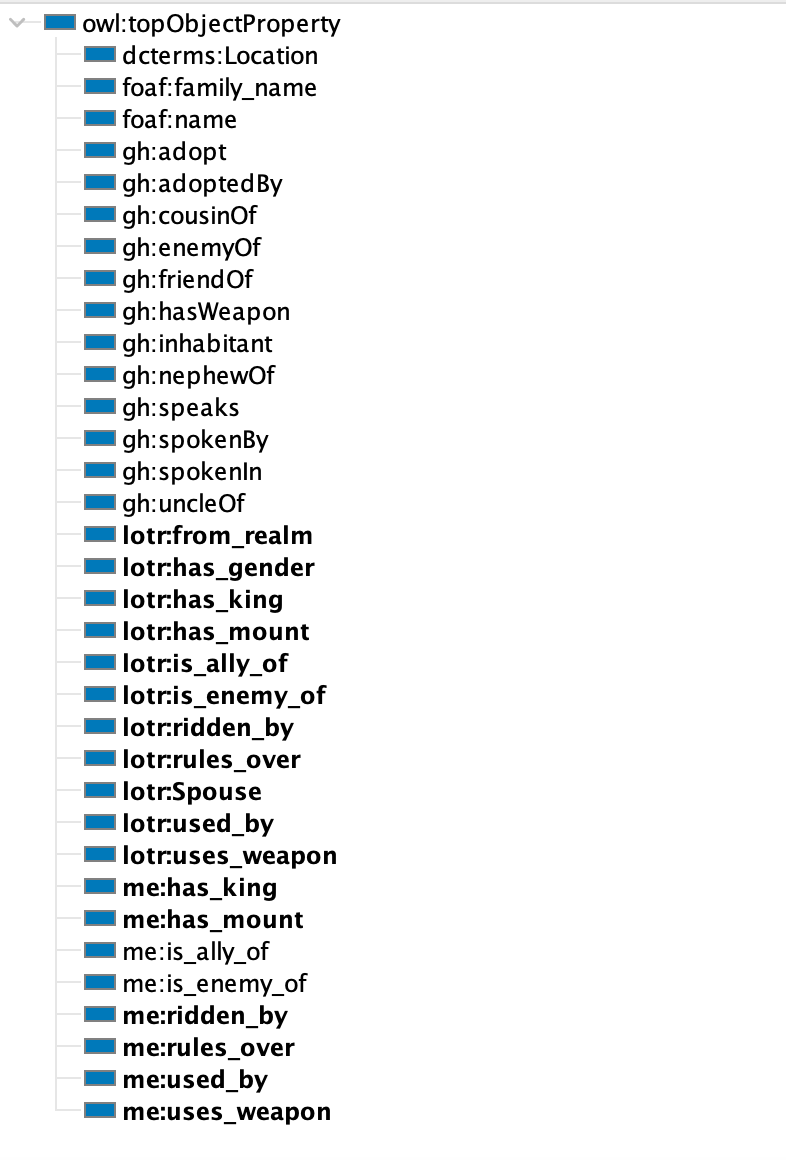 owl:topObjectProperty
dcterms:Location
foaf:family_name
foaf:name
gh:adopt
gh:adoptedBy
gh:cousinOf
gh:enemyOf
gh:friendOf
gh:hasWeapon
gh:inhabitant
gh:nephewOf
gh:speaks
gh:spokenBy
gh:spokenIn
gh:uncleOf
lotr:from_realm
lotr:has_gender
lotr:has_king
lotr:has_mount
lotr:is_ally_of
lotr:is_enemy_of
lotr:ridden_by
lotr:rules_over
lotr:Spouse
lotr:used_by
lotr:uses_weapon
me:has_king
me:has_mount
me:is_ally_of
me:is_enemy_of
me:ridden_by
me:rules_over
me:used_by
me:uses_weapon